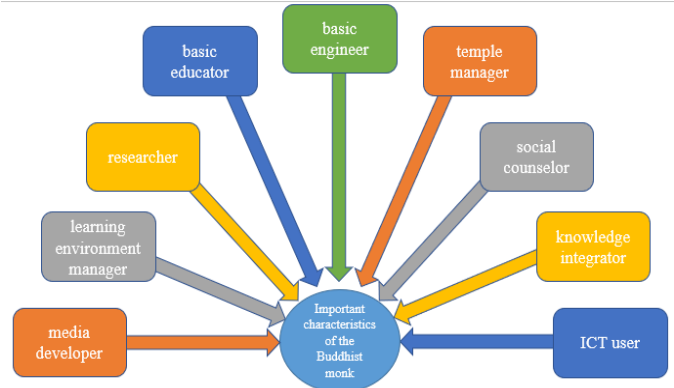 basic
engineer
basic
educator
temple
manager
researcher
social
counselor
learning
environment
manager
knowledge
integrator
media
developer
Important
characteristics
of the
Buddhist
monk
ICT user